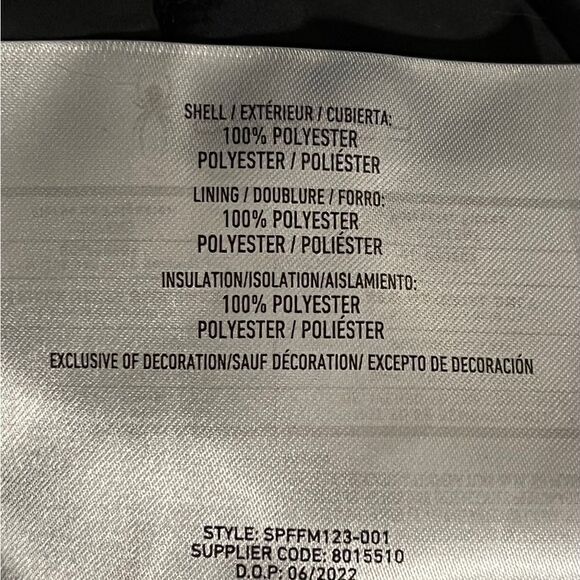 SHELL / EXTÉRIEUR / CUBIERTA:
100% POLYESTER
POLYESTER / POLIÉSTER
LINING / DOUBLURE / FORRO:
100% POLYESTER
POLYESTER / POLIÉSTER
INSULATION/ISOLATION/AISLAMIENTO:
100% POLYESTER
POLYESTER / POLIÉSTER
EXCLUSIVE OF DECORATION/SAUF DÉCORATION/ EXCEPTO DE DECORACIÓN
STYLE: SPFFM123-001
SUPPLIER CODE: 8015510
D.O.P: 06/2022